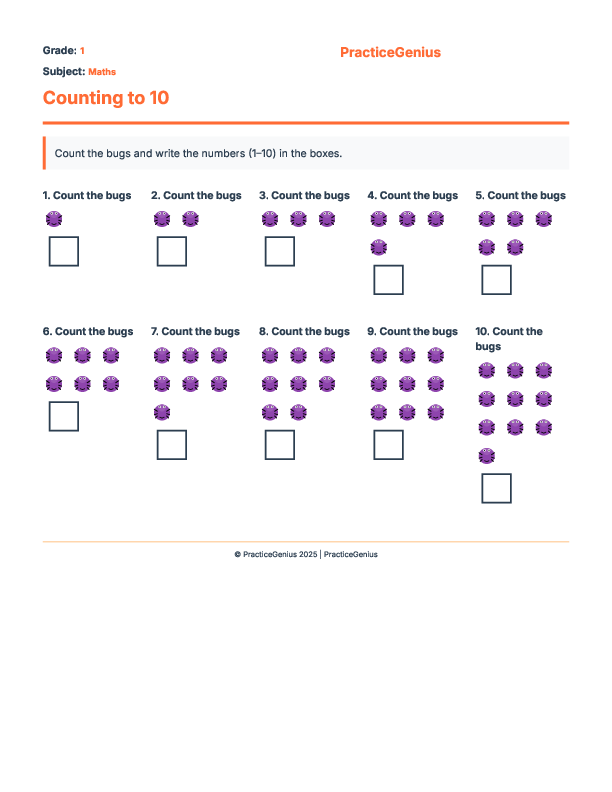 Grade: 1
PracticeGenius
Subject: Maths
Counting to 10
Count the bugs and write the numbers (1–10) in the boxes.
1. Count the bugs
2. Count the bugs
3. Count the bugs
4. Count the bugs
5. Count the bugs
6. Count the bugs
7. Count the bugs
8. Count the bugs
9. Count the bugs
10. Count the
bugs
© PracticeGenius 2025 | PracticeGenius